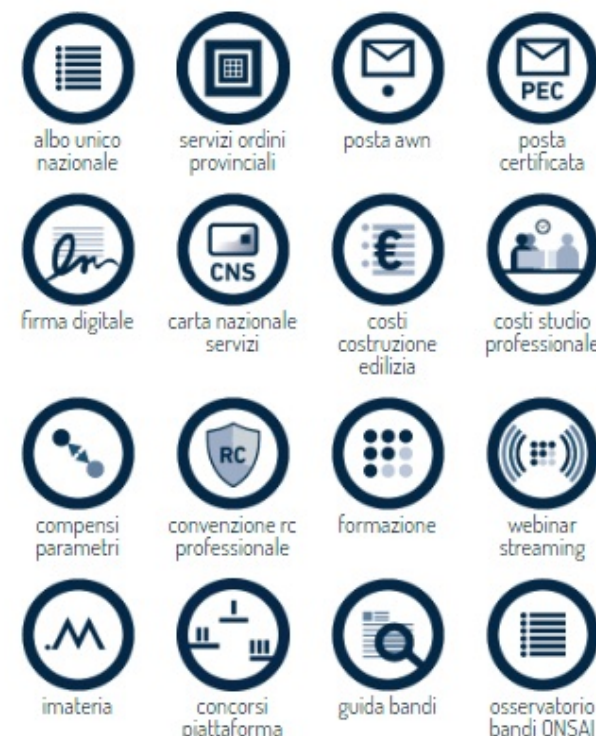 albo unico
nazionale
servizi ordini
provinciali
posta awn
PEC
posta
certificata
firma digitale
CNS
carta nazionale
servizi
€
costi
costruzione
edilizia
costi studio
professionale
compensi
parametri
RC
convenzione rc
professionale
formazione
webinar
streaming
.M
imateria
I
II
III
concorsi
piattaforma
guida bandi
osservatorio
bandi ONSAI